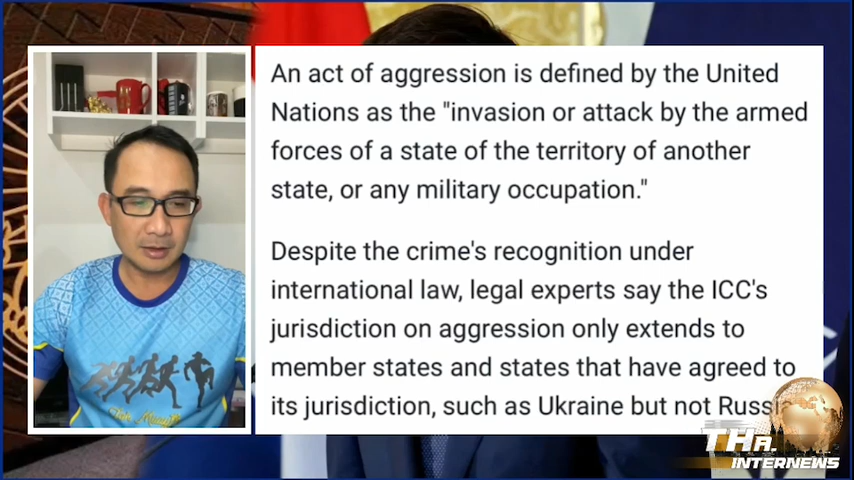 An act of aggression is defined by the United
Nations as the "invasion or attack by the armed
forces of a state of the territory of another
state, or any military occupation."
Despite the crime's recognition under
international law, legal experts say the ICC's
jurisdiction on aggression only extends to
member states and states that have agreed to
its jurisdiction, such as Ukraine but not
INTERNEWS